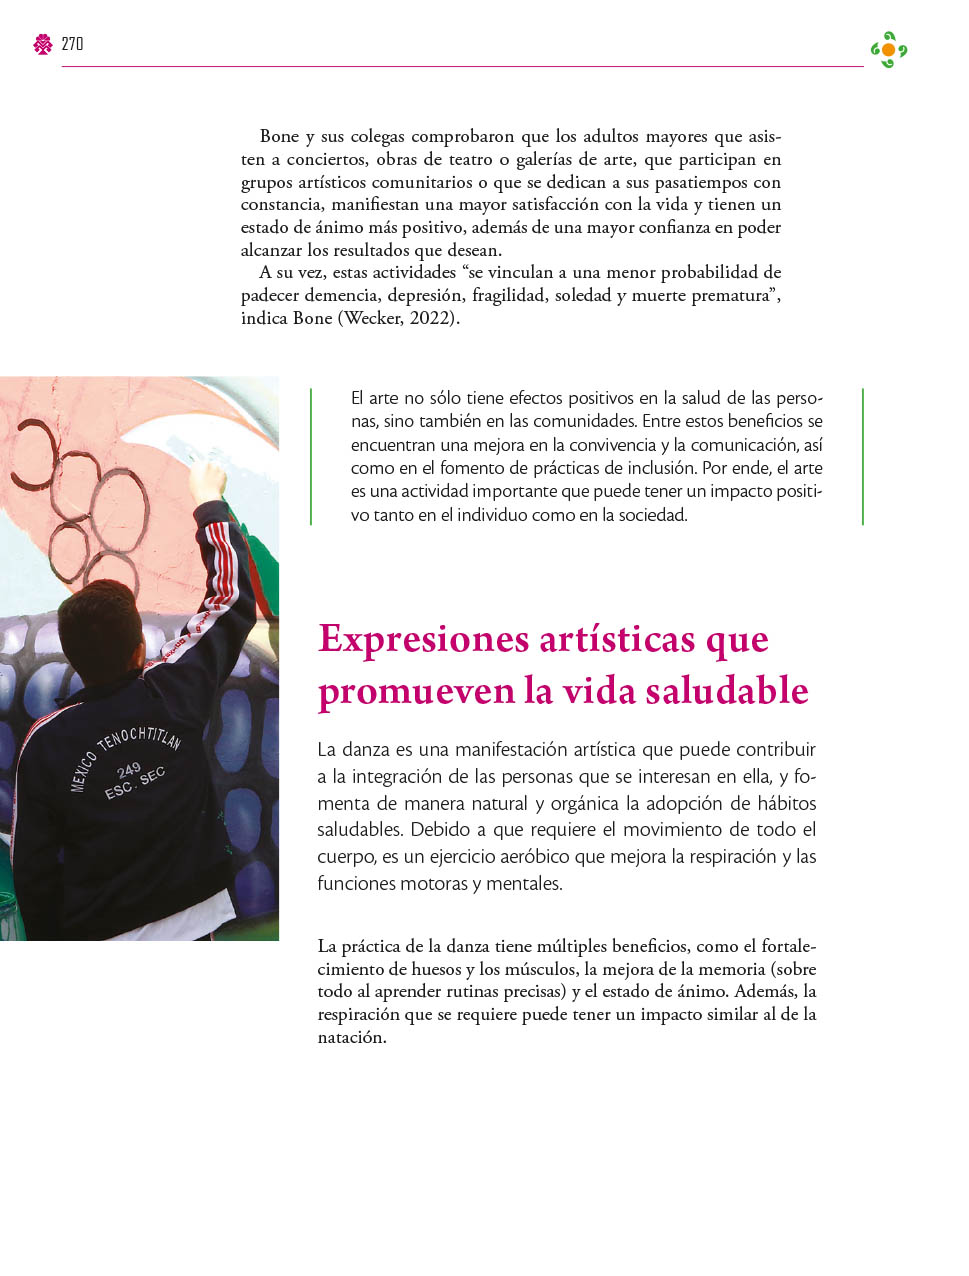 270
Bone y sus colegas comprobaron que los adultos mayores que asis-
ten a conciertos, obras de teatro o galerías de arte, que participan en
grupos artísticos comunitarios o que se dedican a sus pasatiempos con
constancia, manifiestan una mayor satisfacción con la vida y tienen un
estado de ánimo más positivo, además de una mayor confianza en poder
alcanzar los resultados que desean.
A su vez, estas actividades “se vinculan a una menor probabilidad de
padecer demencia, depresión, fragilidad, soledad y muerte prematura”,
indica Bone (Wecker, 2022).
El arte no sólo tiene efectos positivos en la salud de las perso-
nas, sino también en las comunidades. Entre estos beneficios se
encuentran una mejora en la convivencia y la comunicación, así
como en el fomento de prácticas de inclusión. Por ende, el arte
es una actividad importante que puede tener un impacto positi-
vo tanto en el individuo como en la sociedad.
MEXICO TENOCHTITLAN
249
ESC. SEC
Expresiones artísticas que
promueven la vida saludable
La danza es una manifestación artística que puede contribuir
a la integración de las personas que se interesan en ella, y fo-
menta de manera natural y orgánica la adopción de hábitos
saludables. Debido a que requiere el movimiento de todo el
cuerpo, es un ejercicio aeróbico que mejora la respiración y las
funciones motoras y mentales.
La práctica de la danza tiene múltiples beneficios, como el fortale-
cimiento de huesos y los músculos, la mejora de la memoria (sobre
todo al aprender rutinas precisas) y el estado de ánimo. Además, la
respiración que se requiere puede tener un impacto similar al de la
natación.